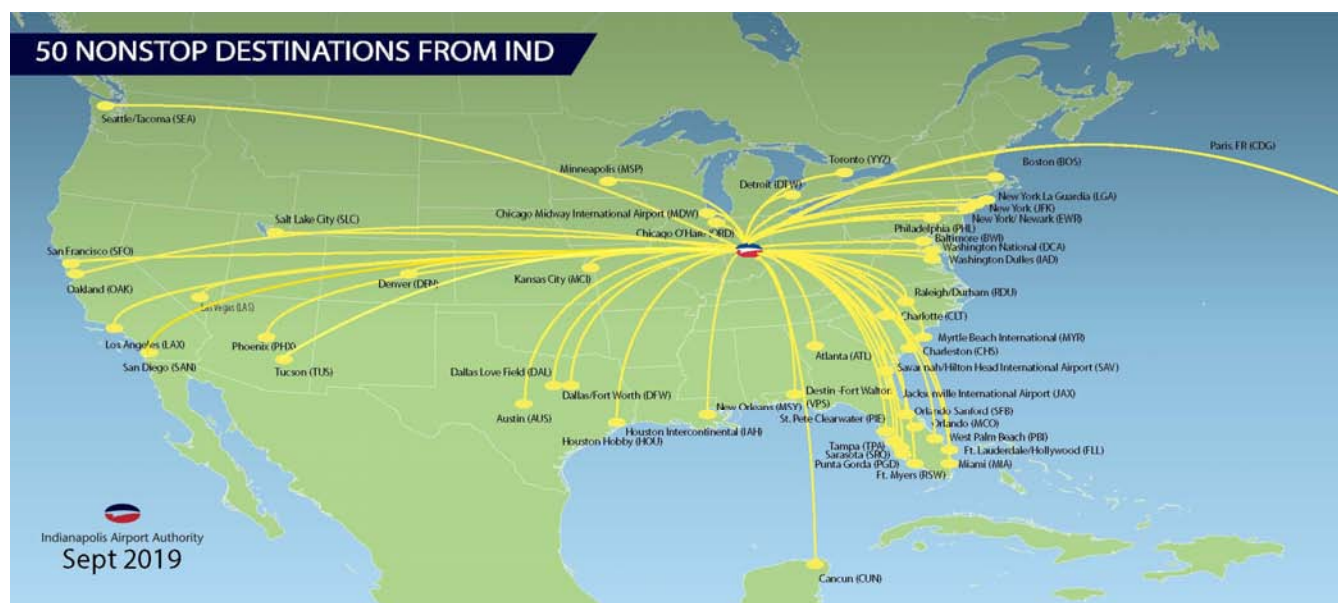 50 NONSTOP DESTINATIONS FROM IND
Seattle/Tacoma (SEA)
Minneapolis (MSP)
Toronto (YYZ)
Paris, FR (CDG)
Boston (BOS)
Detroit (DTW)
New York La Guardia (LGA)
New York (JFK)
New York/ Newark (EWR)
Chicago Midway International Airport (MDW)
Chicago O'Hare (ORD)
Salt Lake City (SLC)
Philadelphia (PHL)
Baltimore (BWI)
Washington National (DCA)
Washington Dulles (IAD)
San Francisco (SFO)
Oakland (OAK)
Denver (DEN)
Kansas City (MCI)
Las Vegas (LAS)
Raleigh/Durham (RDU)
Charlotte (CLT)
Los Angeles (LAX)
San Diego (SAN)
Phoenix (PHX)
Tucson (TUS)
Myrtle Beach International (MYR)
Charleston (CHS)
Atlanta (ATL)
Savannah/Hilton Head International Airport (SAV)
Dallas Love Field (DAL)
Dallas/Fort Worth (DFW)
Destin -Fort Walton
(VPS)
Jacksonville International Airport (JAX)
Austin (AUS)
New Orleans (MSY)
St. Pete Clearwater (PIE)
Orlando Sanford (SFB)
Orlando (MCO)
Houston Intercontinental (IAH)
Houston Hobby (HOU)
West Palm Beach (PBI)
Tampa (TPA)
Ft. Lauderdale/Hollywood (FLL)
Sarasota (SRQ)
Punta Gorda (PGD)
Miami (MIA)
Ft. Myers (RSW)
Cancun (CUN)
Indianapolis Airport Authority
Sept 2019